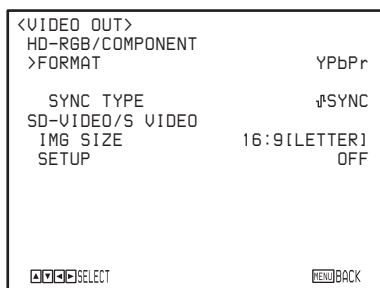 <VIDEO OUT>
HD-RGB/COMPONENT
>FORMAT YPbPr
SYNC TYPE SYNC
SD-VIDEO/S VIDEO
IMG SIZE 16:9[LETTER]
SETUP OFF
▲▼◄►SELECT MENU BACK